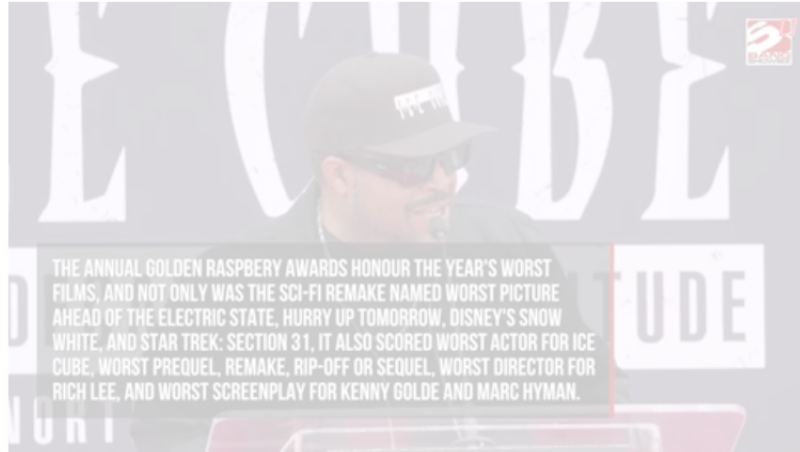 E CUBE
BANG
SHOWBIZ
THE ANNUAL GOLDEN RASPBERY AWARDS HONOUR THE YEAR'S WORST
FILMS, AND NOT ONLY WAS THE SCI-FI REMAKE NAMED WORST PICTURE
AHEAD OF THE ELECTRIC STATE, HURRY UP TOMORROW, DISNEY'S SNOW
WHITE, AND STAR TREK: SECTION 31, IT ALSO SCORED WORST ACTOR FOR ICE
CUBE, WORST PREQUEL, REMAKE, RIP-OFF OR SEQUEL, WORST DIRECTOR FOR
RICH LEE, AND WORST SCREENPLAY FOR KENNY GOLDE AND MARC HYMAN.
TUDE
NORT